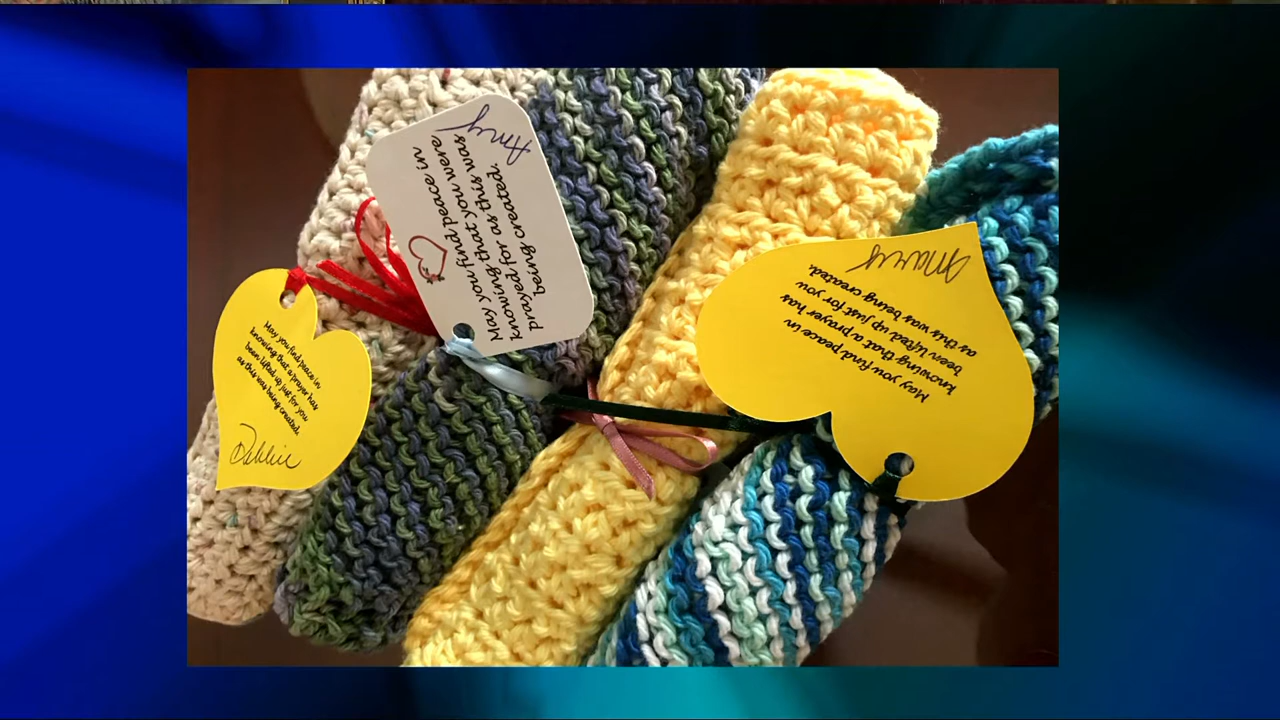 May you find peace in
knowing that a prayer has
been lifted up just for you
as this was being created.
May you find peace in
knowing that you were
prayed for as this was
being created.
Amy
May you find peace in
knowing that a prayer has
een lifted up just for you
as this was being created.
Nancy